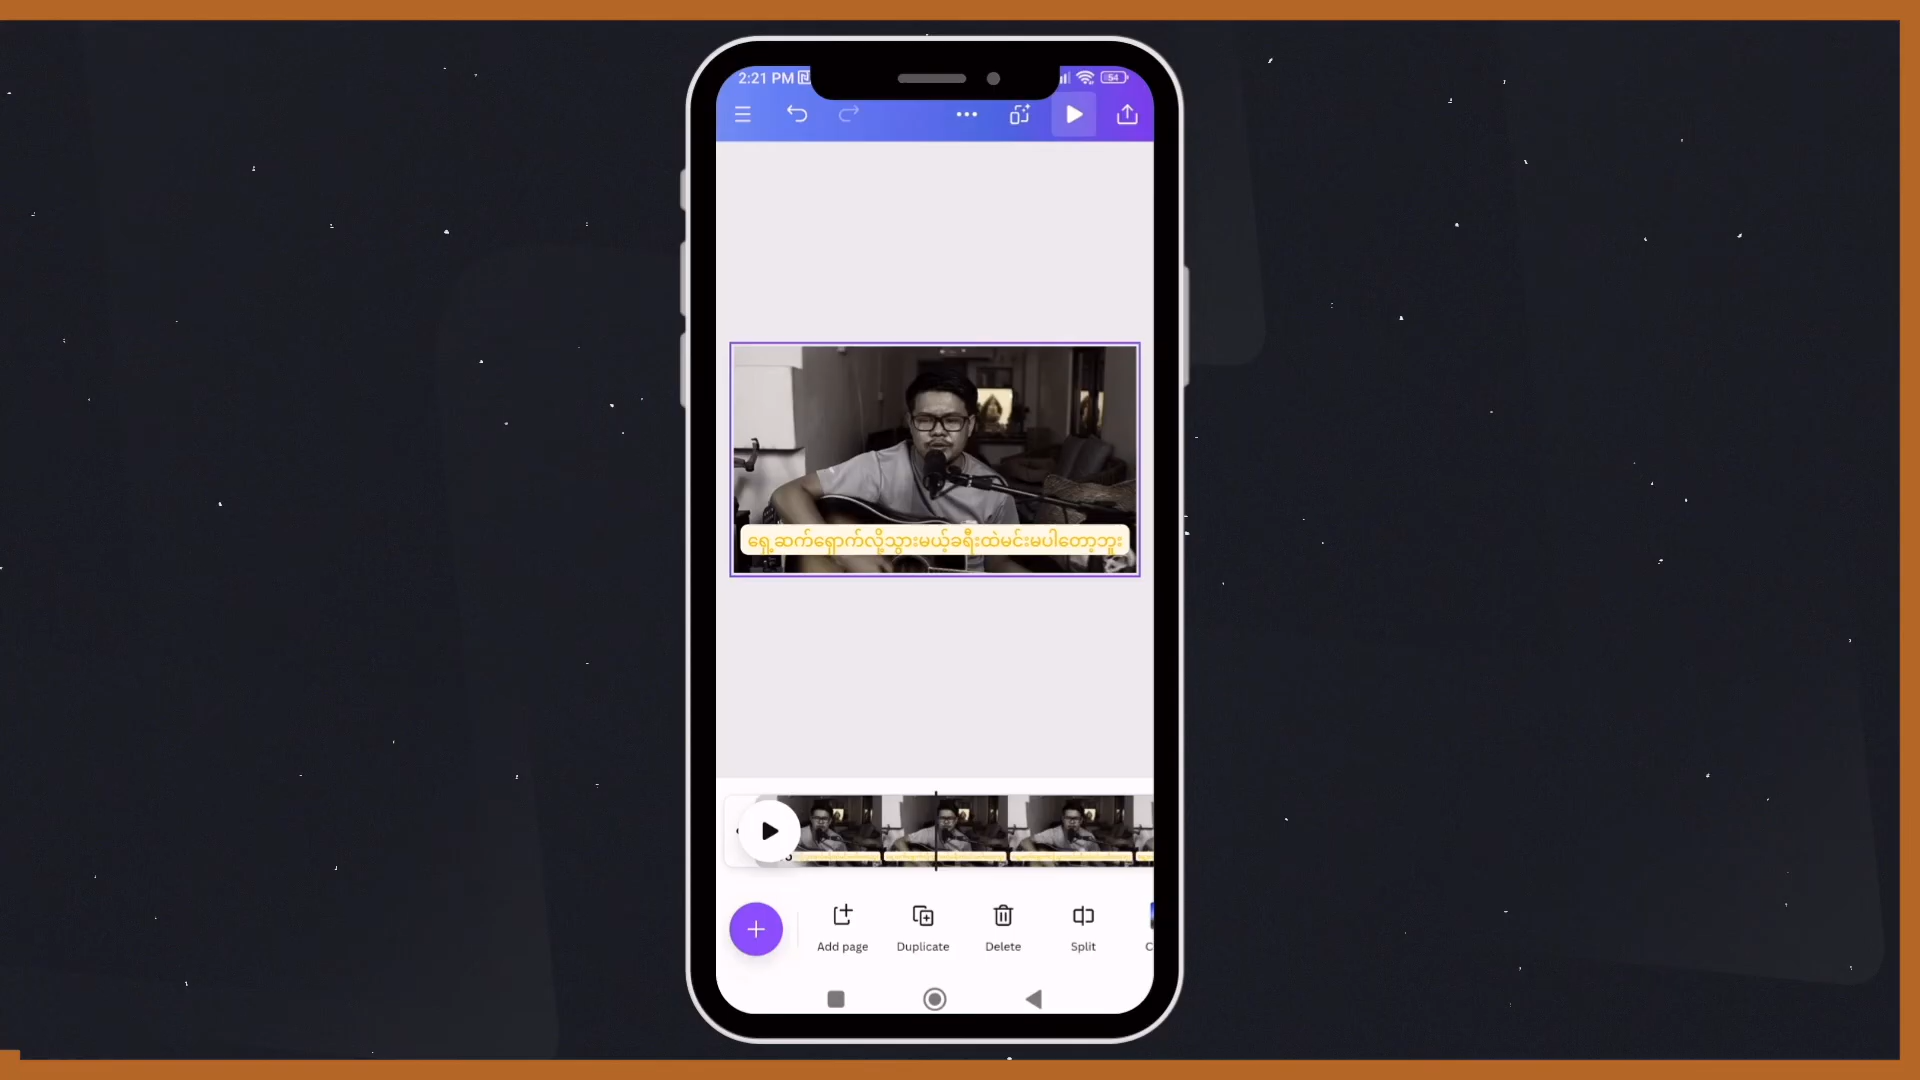 2:21 PM
54
ရှေ့ဆက်ရှောက်လို့သွားမယ့်ခရီးထဲမင်းမပါတော့ဘူး
Add page
Duplicate
Delete
Split